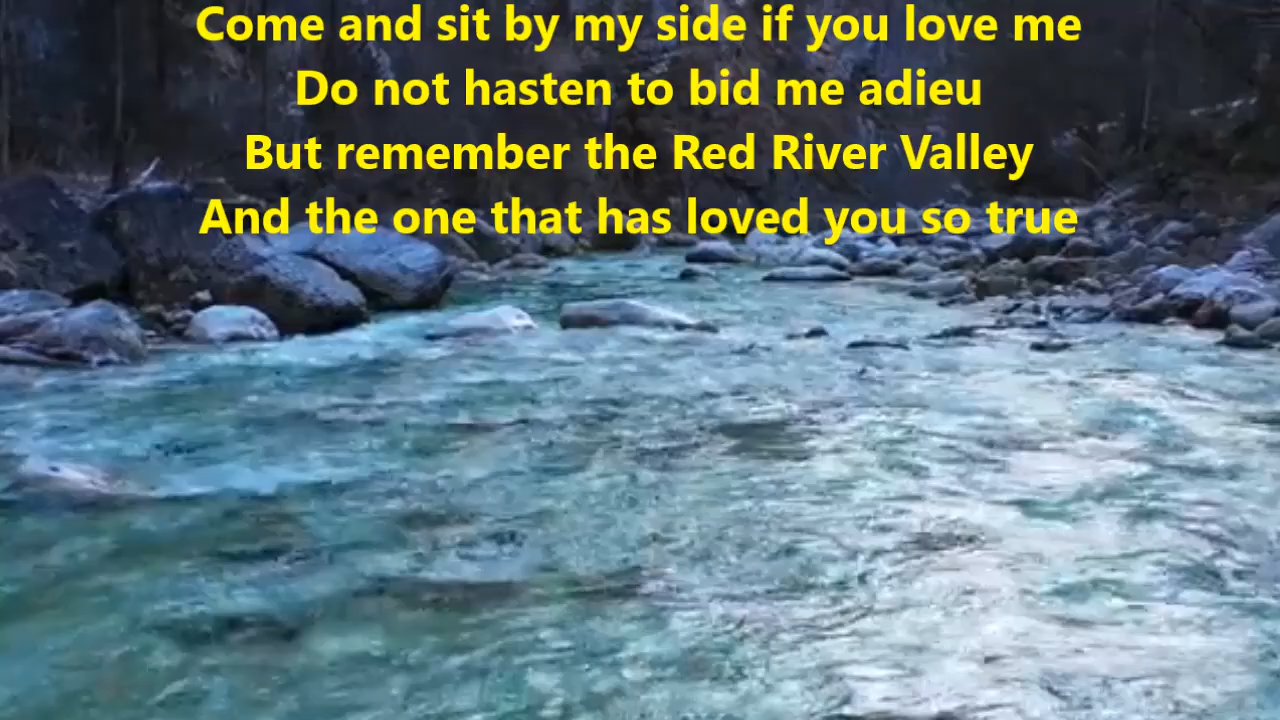 Come and sit by my side if you love me
Do not hasten to bid me adieu
But remember the Red River Valley
And the one that has loved you so true